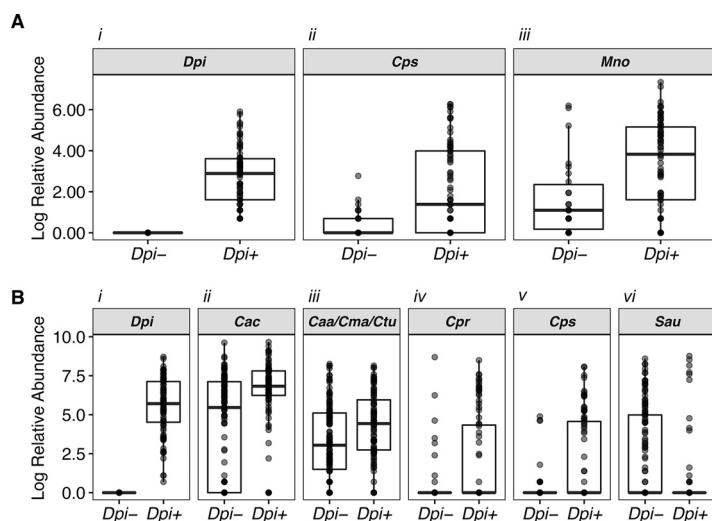 A
i ii iii
Dpi Cps Mno
Log Relative Abundance
6.00
4.00
2.00
0.00
Dpi− Dpi+ Dpi− Dpi+ Dpi− Dpi+
B
i ii iii iv v vi
Dpi Cac Caa/Cma/Ctu Cpr Cps Sau
Log Relative Abundance
10.0
7.5
5.0
2.5
0.0
Dpi− Dpi+ Dpi− Dpi+ Dpi− Dpi+ Dpi− Dpi+ Dpi− Dpi+ Dpi− Dpi+